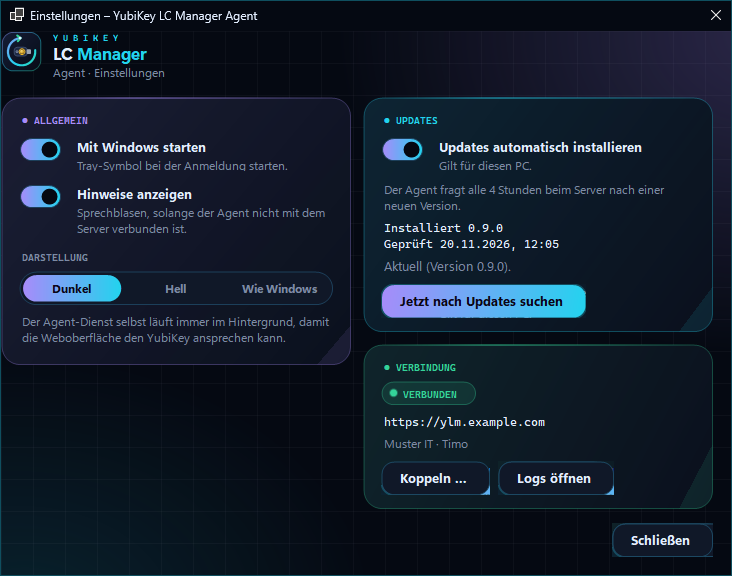 Einstellungen – YubiKey LC Manager Agent
YUBIKEY
LC Manager
Agent · Einstellungen
ALLGEMEIN
Mit Windows starten
Tray-Symbol bei der Anmeldung starten.
Hinweise anzeigen
Sprechblasen, solange der Agent nicht mit dem
Server verbunden ist.
DARSTELLUNG
Dunkel
Hell
Wie Windows
Der Agent-Dienst selbst läuft immer im Hintergrund, damit
die Weboberfläche den YubiKey ansprechen kann.
UPDATES
Updates automatisch installieren
Gilt für diesen PC.
Der Agent fragt alle 4 Stunden beim Server nach einer
neuen Version.
Installiert 0.9.0
Geprüft 20.11.2026, 12:05
Aktuell (Version 0.9.0).
Jetzt nach Updates suchen
VERBINDUNG
VERBUNDEN
https://ylm.example.com
Muster IT · Timo
Koppeln ...
Logs öffnen
Schließen